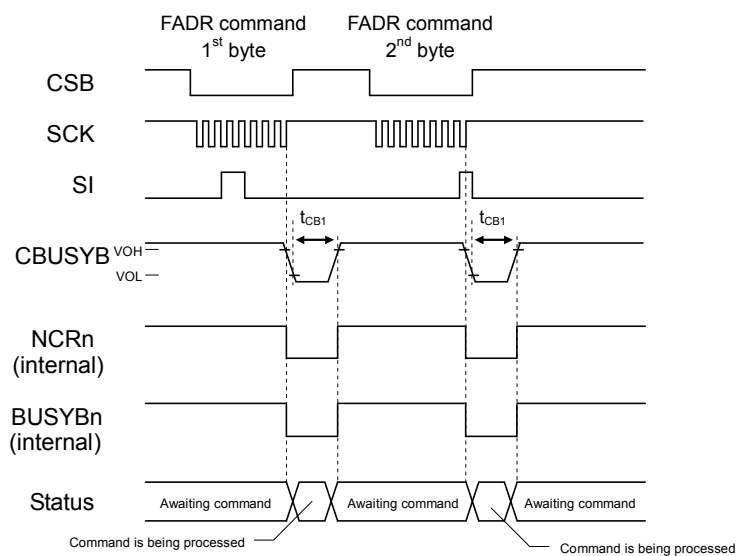 FADR command
1st byte
FADR command
2nd byte
CSB
SCK
SI
tCB1
tCB1
CBUSYB
VOH
VOL
NCRn
(internal)
BUSYBn
(internal)
Status
Awaiting command
Awaiting command
Awaiting command
Command is being processed
Command is being processed